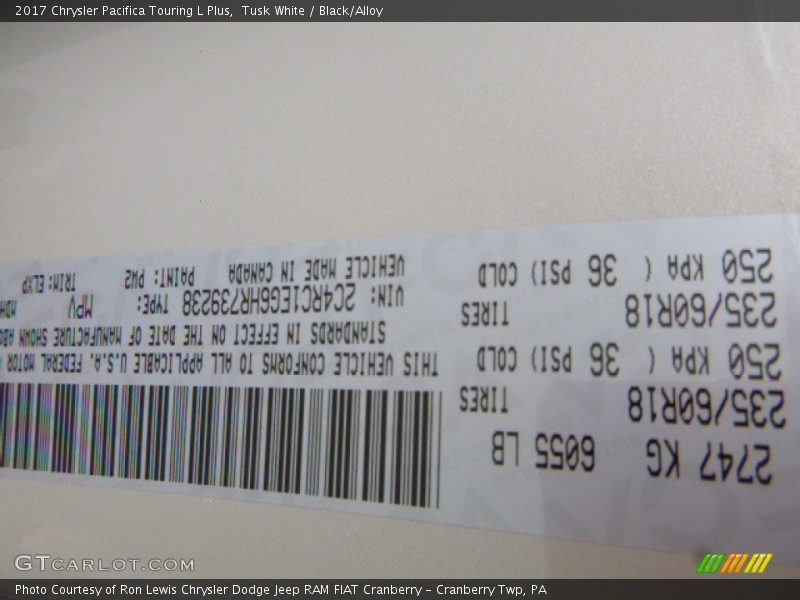 2017 Chrysler Pacifica Touring L Plus, Tusk White / Black/Alloy
2747 KG 6055 LB
235/60R18 TIRES
250 KPA ( 36 PSI) COLD
235/60R18 TIRES
250 KPA ( 36 PSI) COLD
THIS VEHICLE CONFORMS TO ALL APPLICABLE U.S.A. FEDERAL MOTOR
STANDARDS IN EFFECT ON THE DATE OF MANUFACTURE SHOWN
VIN: 2C4RC1EG6HR739238 TYPE: MPV MDH
VEHICLE MADE IN CANADA PAINT: PW2 TRIM: ELXP
GTCARLOT.COM
Photo Courtesy of Ron Lewis Chrysler Dodge Jeep RAM FIAT Cranberry - Cranberry Twp, PA